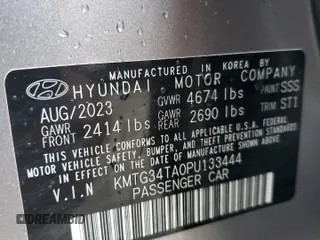 MANUFACTURED IN KOREA BY
HYUNDAI MOTOR COMPANY
AUG/2023 GVWR 4674 lbs PAINT SSS
GAWR FRONT 2414 lbs GAWR REAR 2690 lbs TRIM STI
THIS VEHICLE CONFORMS TO ALL APPLICABLE U.S. FEDERAL
MOTOR VEHICLE SAFETY, BUMPER, AND THEFT PREVENTION
STANDARDS IN EFFECT ON THE DATE OF MANUFACTURE SHOWN ABOVE.
V.I.N KMTG34TA0PU133444
PASSENGER CAR
© AUTOBIDMASTER